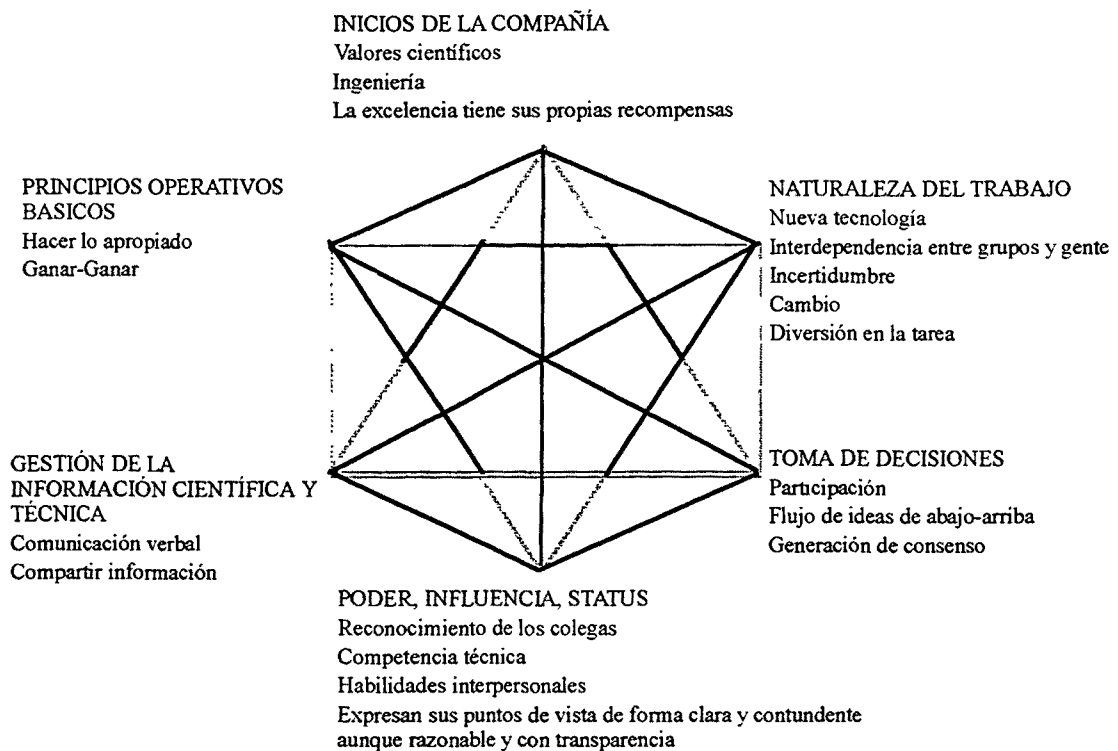 INICIOS DE LA COMPAÑÍA
Valores científicos
Ingeniería
La excelencia tiene sus propias recompensas
PRINCIPIOS OPERATIVOS
BASICOS
Hacer lo apropiado
Ganar-Ganar
NATURALEZA DEL TRABAJO
Nueva tecnología
Interdependencia entre grupos y gente
Incertidumbre
Cambio
Diversión en la tarea
GESTIÓN DE LA
INFORMACIÓN CIENTÍFICA Y
TÉCNICA
Comunicación verbal
Compartir información
TOMA DE DECISIONES
Participación
Flujo de ideas de abajo-arriba
Generación de consenso
PODER, INFLUENCIA, STATUS
Reconocimiento de los colegas
Competencia técnica
Habilidades interpersonales
Expresan sus puntos de vista de forma clara y contundente
aunque razonable y con transparencia